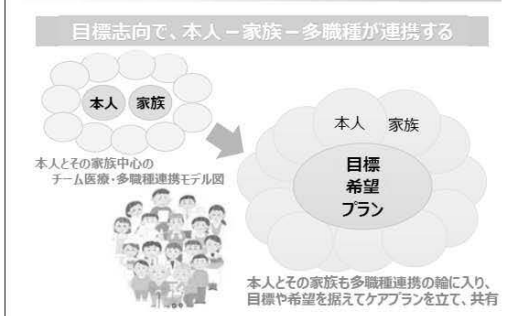 目標志向で、本人－家族－多職種が連携する
本人 家族
本人とその家族中心の
チーム医療・多職種連携モデル図
本人 家族
目標
希望
プラン
本人とその家族も多職種連携の輪に入り、
目標や希望を据えてケアプランを立て、共有